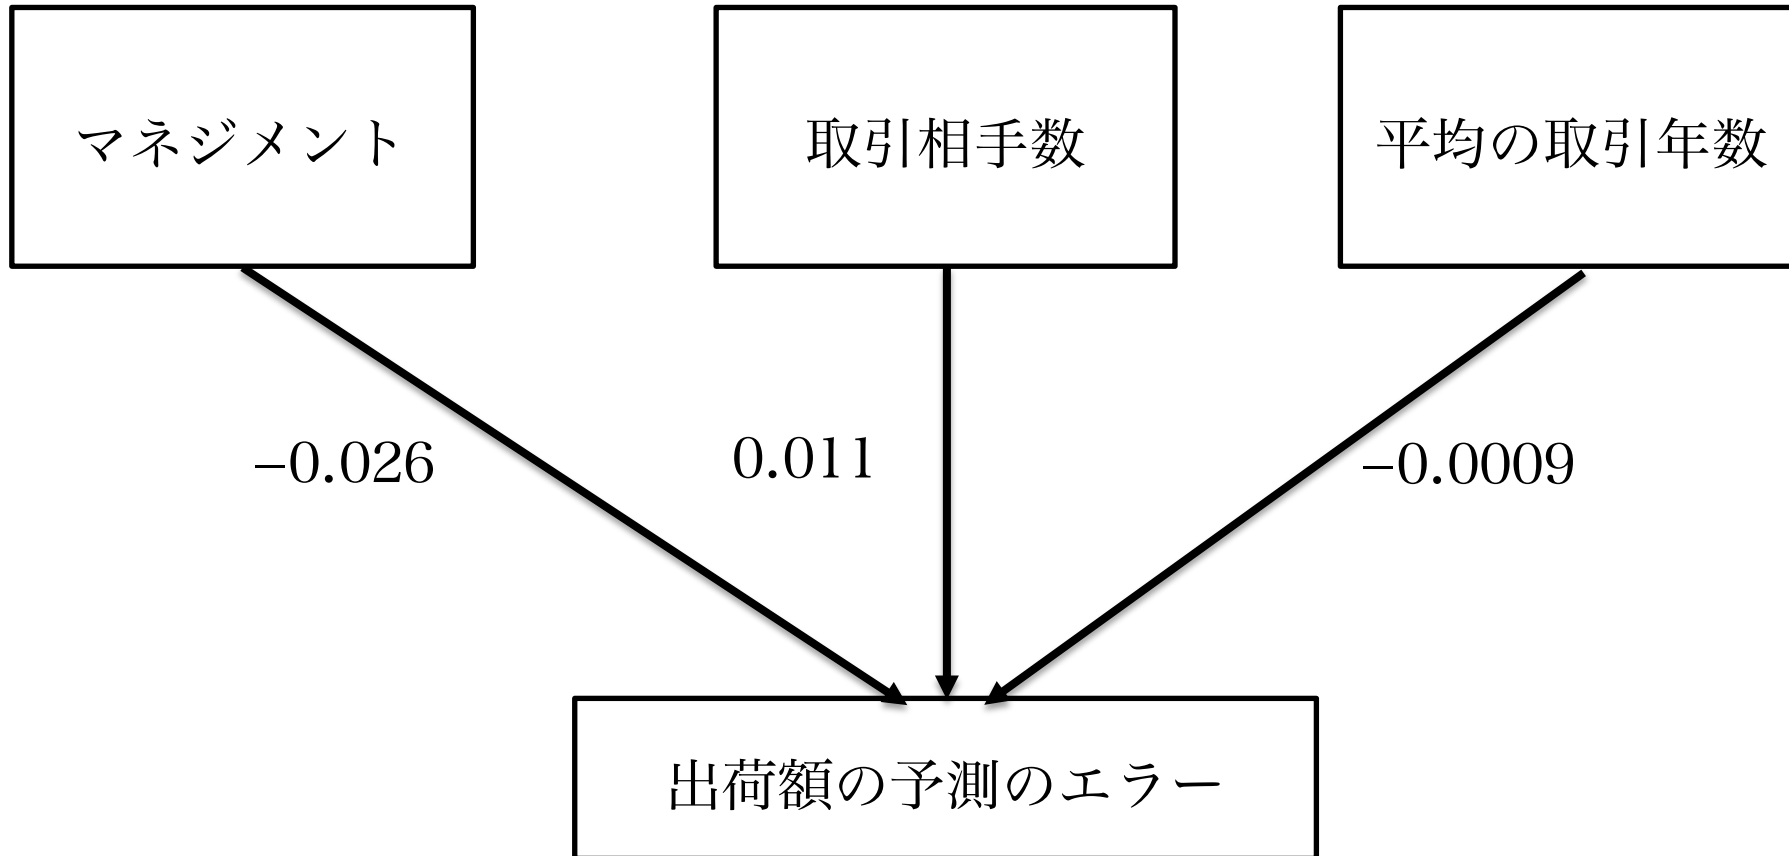 マネジメント
取引相手数
平均の取引年数
–0.026
0.011
–0.0009
出荷額の予測のエラー